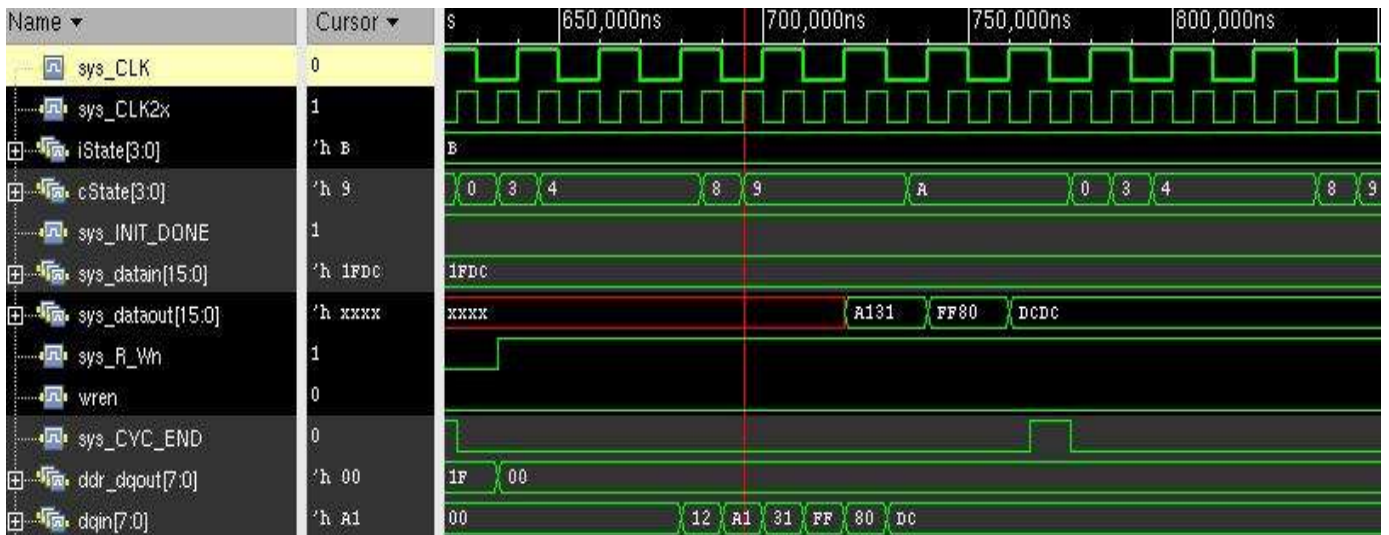 Name Cursor s 650,000ns 700,000ns 750,000ns 800,000ns
sys_CLK 0
sys_CLK2x 1
iState[3:0] 'h B B
cState[3:0] 'h 9 0 3 4 8 9 A 0 3 4 8 9
sys_INIT_DONE 1
sys_datain[15:0] 'h 1FDC 1FDC
sys_dataout[15:0] 'h xxxx xxxx A131 FF80 DCDC
sys_R_Wn 1
wren 0
sys_CYC_END 0
ddr_dqout[7:0] 'h 00 1F 00
dqin[7:0] 'h A1 00 12 A1 31 FF 80 DC